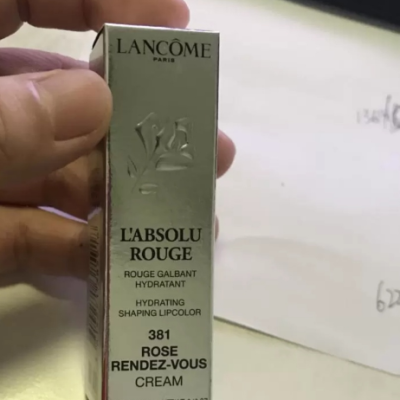 LANCÔME
PARIS
L'ABSOLU
ROUGE
ROUGE GALBANT
HYDRATANT
HYDRATING
SHAPING LIPCOLOR
381
ROSE
RENDEZ-VOUS
CREAM